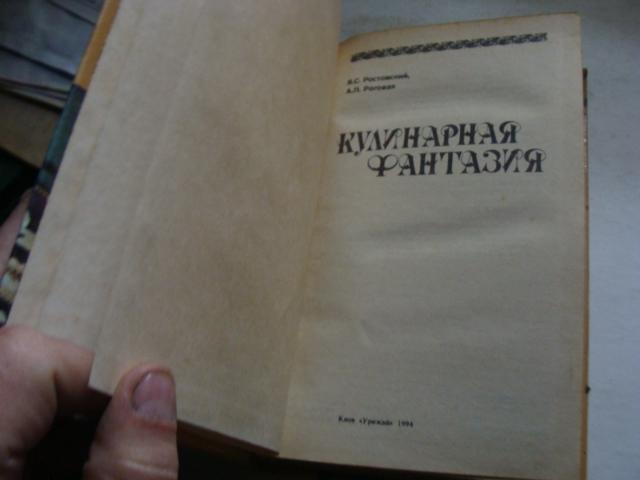 В.С. Ростовский,
А.П. Роговая
КУЛИНАРНАЯ
ФАНТАЗИЯ
Киев «Урожай» 1994